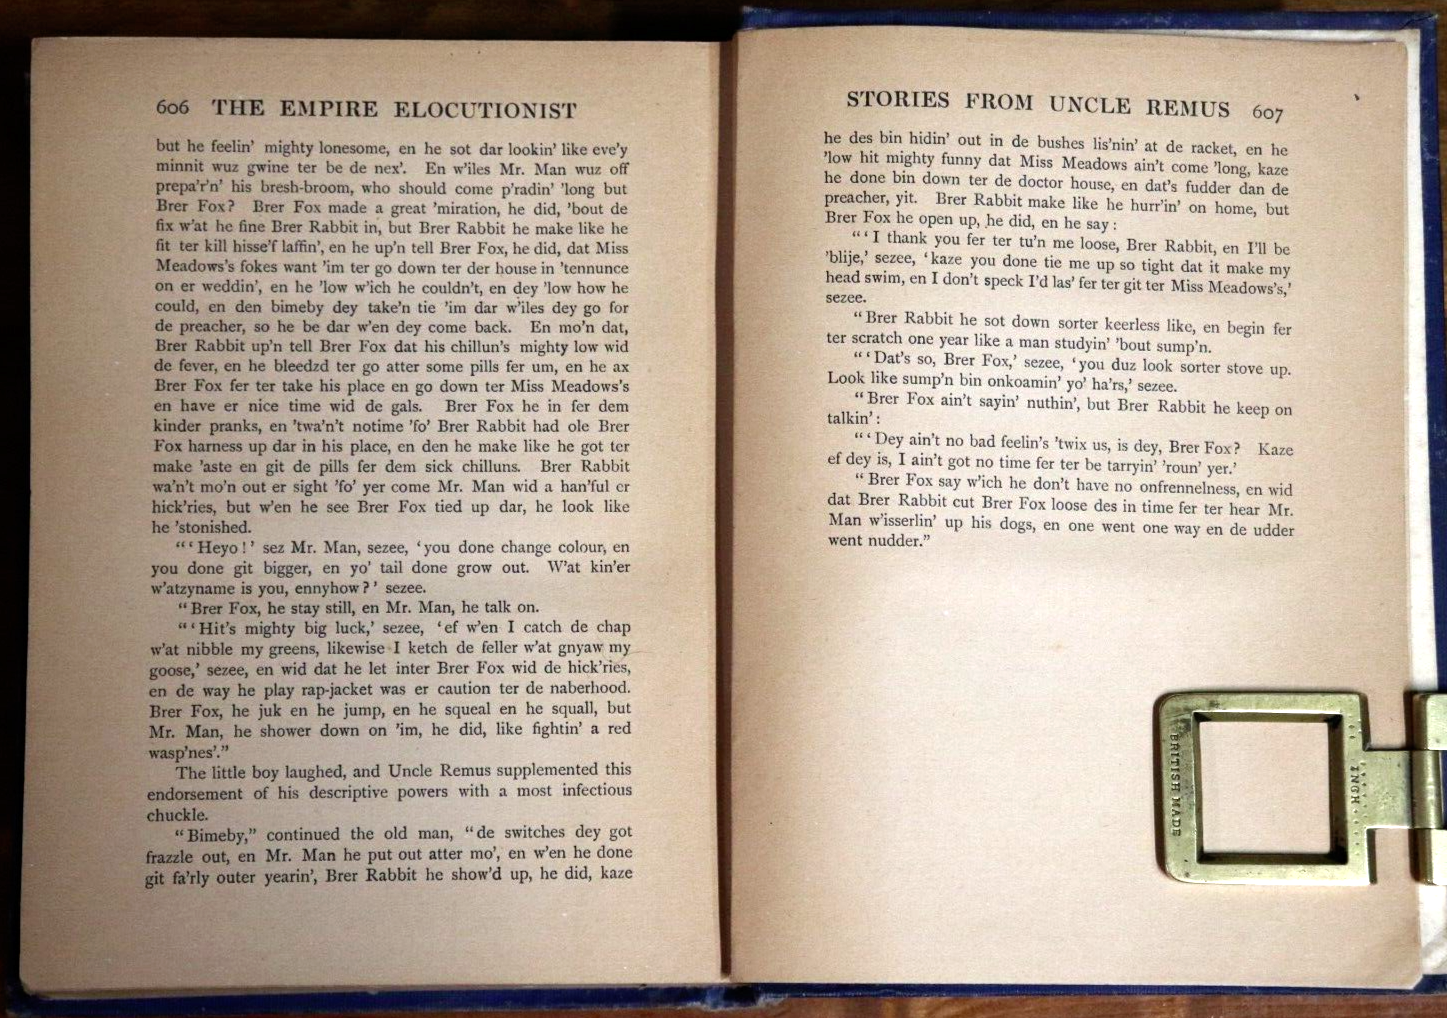 606 THE EMPIRE ELOCUTIONIST
but he feelin' mighty lonesome, en he sot dar lookin' like eve'y
minnit wuz gwine ter be de nex'. En w'iles Mr. Man wuz off
prepa'r'n' his bresh-broom, who should come p'radin' 'long but
Brer Fox? Brer Fox made a great 'miration, he did, 'bout de
fix w'at he fine Brer Rabbit in, but Brer Rabbit he make like he
fit ter kill hisse'f laffin', en he up'n tell Brer Fox, he did, dat Miss
Meadows's fokes want 'im ter go down ter der house in 'tennunce
on er weddin', en he 'low w'ich he couldn't, en dey 'low how he
could, en den bimeby dey take'n tie 'im dar w'iles dey go for
de preacher, so he be dar w'en dey come back. En mo'n dat,
Brer Rabbit up'n tell Brer Fox dat his chillun's mighty low wid
de fever, en he bleedzd ter go atter some pills fer um, en he ax
Brer Fox fer ter take his place en go down ter Miss Meadows's
en have er nice time wid de gals. Brer Fox he in fer dem
kinder pranks, en 'twa'n't notime 'fo' Brer Rabbit had ole Brer
Fox harness up dar in his place, en den he make like he got ter
make 'aste en git de pills fer dem sick chilluns. Brer Rabbit
wa'n't mo'n out er sight 'fo' yer come Mr. Man wid a han'ful er
hick'ries, but w'en he see Brer Fox tied up dar, he look like
he 'stonished.
"'Heyo!' sez Mr. Man, sezee, 'you done change colour, en
you done git bigger, en yo' tail done grow out. W'at kin'er
w'atzyname is you, ennyhow?' sezee.
"Brer Fox, he stay still, en Mr. Man, he talk on.
"'Hit's mighty big luck,' sezee, 'ef w'en I catch de chap
w'at nibble my greens, likewise I ketch de feller w'at gnyaw my
goose,' sezee, en wid dat he let inter Brer Fox wid de hick'ries,
en de way he play rap-jacket was er caution ter de naberhood.
Brer Fox, he juk en he jump, en he squeal en he squall, but
Mr. Man, he shower down on 'im, he did, like fightin' a red
wasp'nes'."
The little boy laughed, and Uncle Remus supplemented this
endorsement of his descriptive powers with a most infectious
chuckle.
"Bimeby," continued the old man, "de switches dey got
frazzle out, en Mr. Man he put out atter mo', en w'en he done
git fa'rly outer yearin', Brer Rabbit he show'd up, he did, kaze
STORIES FROM UNCLE REMUS 607
he des bin hidin' out in de bushes lis'nin' at de racket, en he
'low hit mighty funny dat Miss Meadows ain't come 'long, kaze
he done bin down ter de doctor house, en dat's fudder dan de
preacher, yit. Brer Rabbit make like he hurr'in' on home, but
Brer Fox he open up, he did, en he say:
"'I thank you fer ter tu'n me loose, Brer Rabbit, en I'll be
'blije,' sezee, 'kaze you done tie me up so tight dat it make my
head swim, en I don't speck I'd las' fer ter git ter Miss Meadows's,'
sezee.
"Brer Rabbit he sot down sorter keerless like, en begin fer
ter scratch one year like a man studyin' 'bout sump'n.
"'Dat's so, Brer Fox,' sezee, 'you duz look sorter stove up.
Look like sump'n bin onkoamin' yo' ha'rs,' sezee.
"Brer Fox ain't sayin' nuthin', but Brer Rabbit he keep on
talkin':
"'Dey ain't no bad feelin's 'twix us, is dey, Brer Fox? Kaze
ef dey is, I ain't got no time fer ter be tarryin' 'roun' yer.'
"Brer Fox say w'ich he don't have no onfrennelness, en wid
dat Brer Rabbit cut Brer Fox loose des in time fer ter hear Mr.
Man w'isserlin' up his dogs, en one went one way en de udder
went nudder."
BRITISH MADE